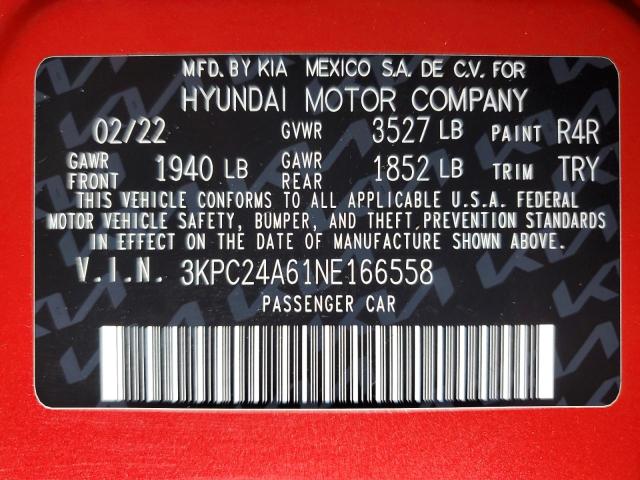 MFD. BY KIA MEXICO S.A. DE C.V. FOR
HYUNDAI MOTOR COMPANY
02/22 GVWR 3527 LB PAINT R4R
GAWR FRONT 1940 LB GAWR REAR 1852 LB TRIM TRY
THIS VEHICLE CONFORMS TO ALL APPLICABLE U.S.A. FEDERAL
MOTOR VEHICLE SAFETY, BUMPER, AND THEFT PREVENTION STANDARDS
IN EFFECT ON THE DATE OF MANUFACTURE SHOWN ABOVE.
V.I.N. 3KPC24A61NE166558
PASSENGER CAR